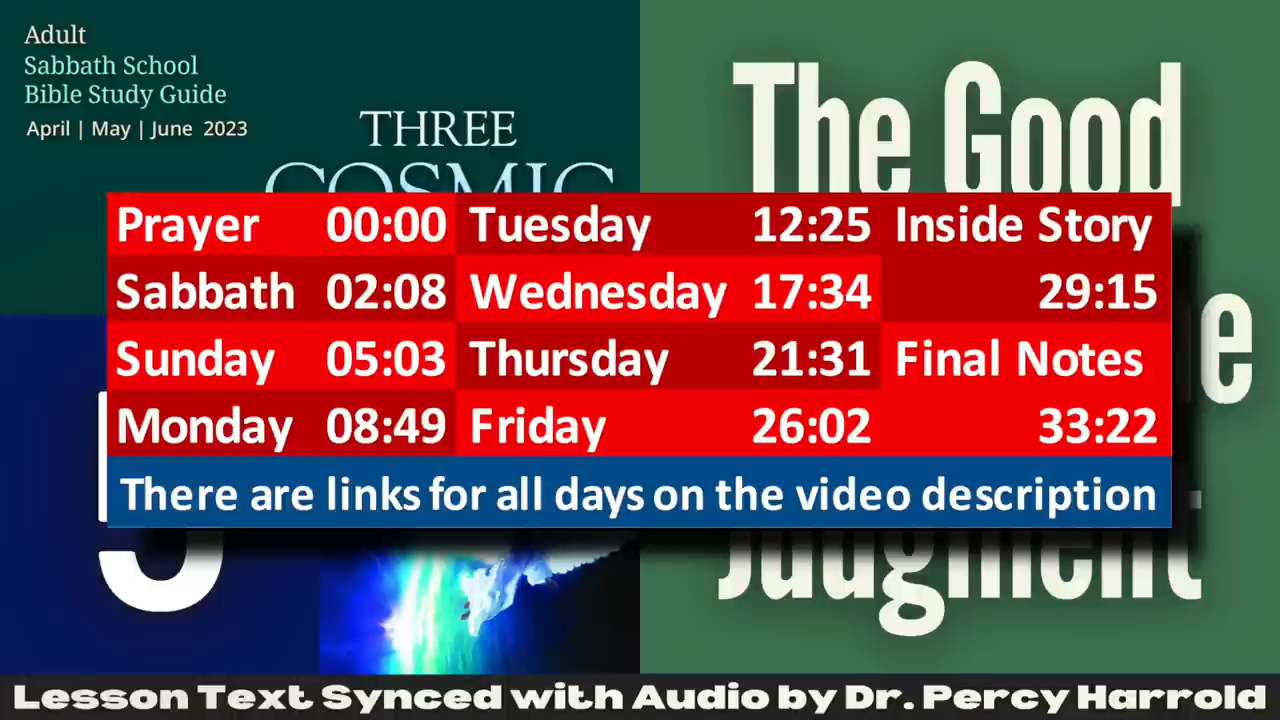 Adult
Sabbath School
Bible Study Guide
April | May | June 2023
THREE
COSMIC
The Good
Prayer 00:00 Tuesday 12:25 Inside Story
Sabbath 02:08 Wednesday 17:34 29:15
Sunday 05:03 Thursday 21:31 Final Notes
Monday 08:49 Friday 26:02 33:22
There are links for all days on the video description
Judgment
Lesson Text Synced with Audio by Dr. Percy Harrold